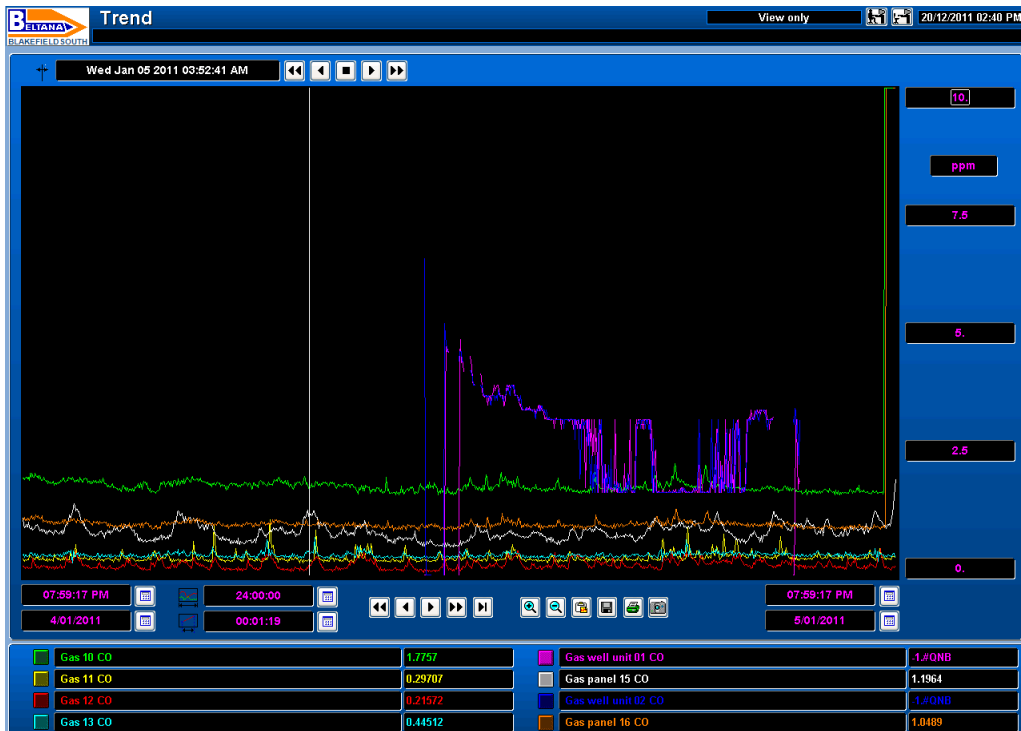 BELTANA
BLAKEFIELD SOUTH
Trend
View only
20/12/2011 02:40 PM
Wed Jan 05 2011 03:52:41 AM
10.
ppm
7.5
5.
2.5
0.
07:59:17 PM
24:00:00
07:59:17 PM
4/01/2011
00:01:19
5/01/2011
Gas 10 CO 1.7757 Gas well unit 01 CO -1.#QNB
Gas 11 CO 0.29707 Gas panel 15 CO 1.1964
Gas 12 CO 0.21572 Gas well unit 02 CO -1.#QNB
Gas 13 CO 0.44512 Gas panel 16 CO 1.0489